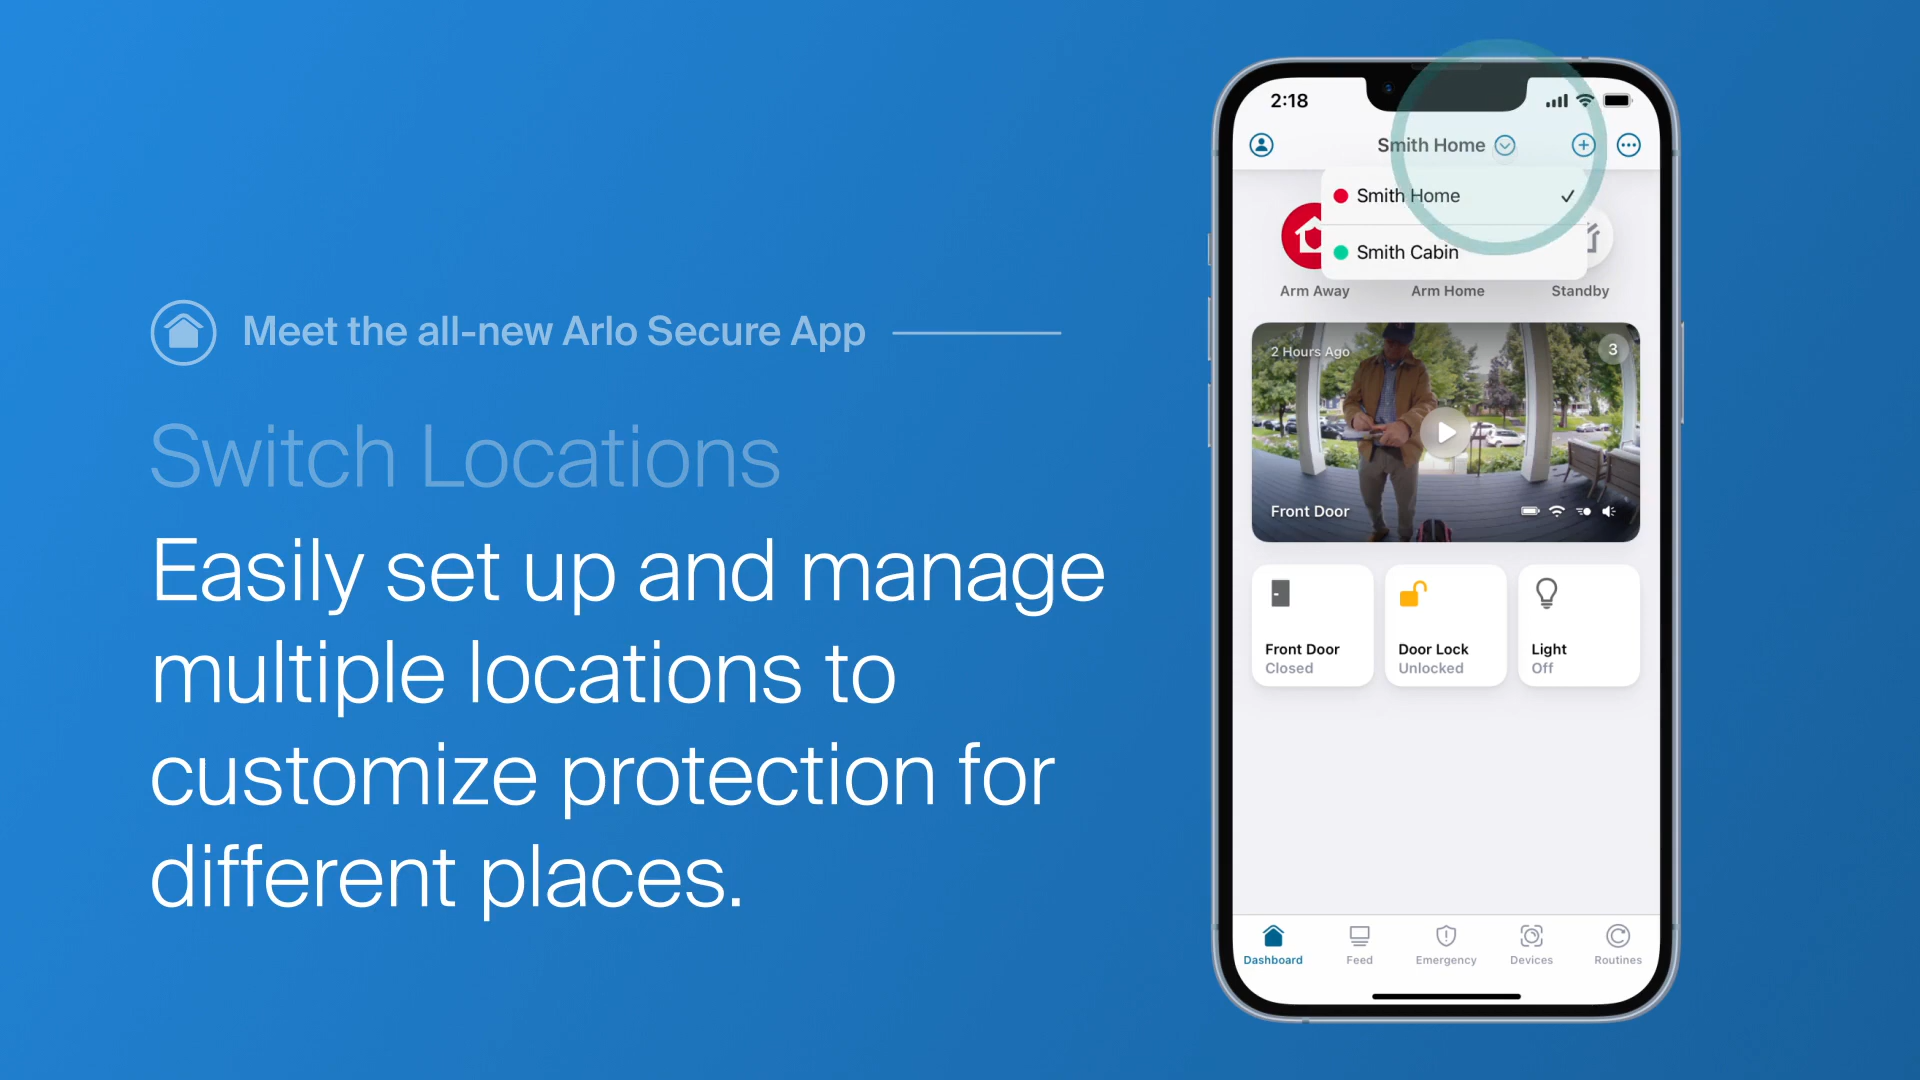 Meet the all-new Arlo Secure App
Switch Locations
Easily set up and manage
multiple locations to
customize protection for
different places.
2:18
Smith Home
Smith Home
Smith Cabin
Arm Away
Arm Home
Standby
2 Hours Ago
3
Front Door
Front Door
Closed
Door Lock
Unlocked
Light
Off
Dashboard
Feed
Emergency
Devices
Routines